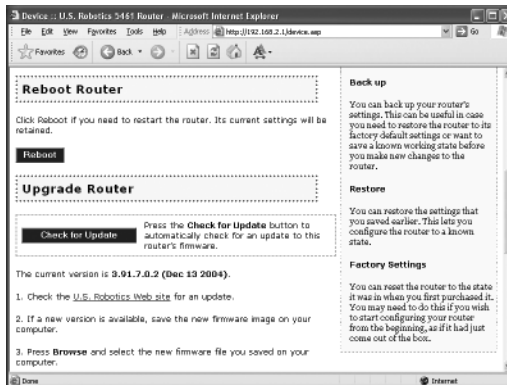 Device :: U.S. Robotics 5461 Router - Microsoft Internet Explorer
File Edit View Favorites Tools Help Address http://192.168.2.1/device.asp Go
Favorites Back
Reboot Router
Click Reboot if you need to restart the router. Its current settings will be
retained.
Reboot
Upgrade Router
Check for Update
Press the Check for Update button to
automatically check for an update to this
router's firmware.
The current version is 3.91.7.0.2 (Dec 13 2004).
1. Check the U.S. Robotics Web site for an update.
2. If a new version is available, save the new firmware image on your
computer.
3. Press Browse and select the new firmware file you saved on your
computer.
Back up
You can back up your router's
settings. This can be useful in case
you need to restore the router to its
factory default settings or want to
save a known working state before
you make new changes to the
router.
Restore
You can restore the settings that
you saved earlier. This lets you
configure the router to a known
state.
Factory Settings
You can reset the router to the state
it was in when you first purchased it.
You may need to do this if you wish
to start configuring your router
from the beginning, as if it had just
come out of the box.
Done
Internet